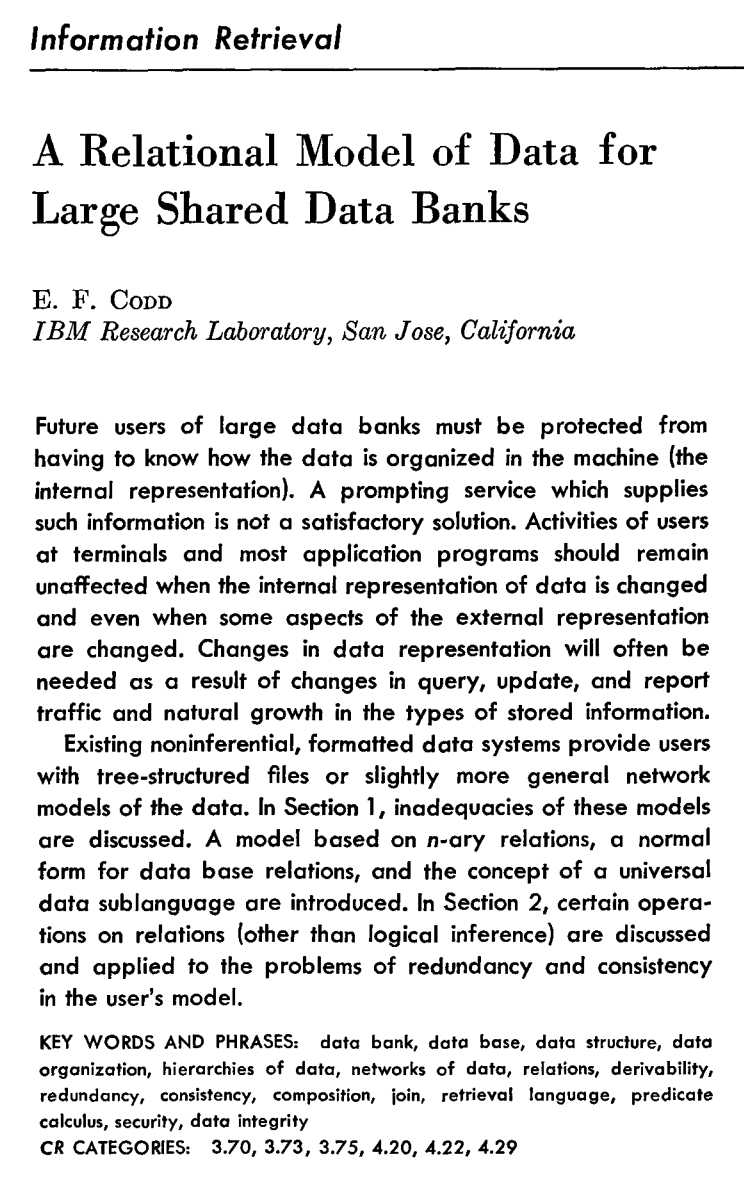 Information Retrieval
A Relational Model of Data for
Large Shared Data Banks
E. F. CODD
IBM Research Laboratory, San Jose, California
Future users of large data banks must be protected from
having to know how the data is organized in the machine (the
internal representation). A prompting service which supplies
such information is not a satisfactory solution. Activities of users
at terminals and most application programs should remain
unaffected when the internal representation of data is changed
and even when some aspects of the external representation
are changed. Changes in data representation will often be
needed as a result of changes in query, update, and report
traffic and natural growth in the types of stored information.
Existing noninferential, formatted data systems provide users
with tree-structured files or slightly more general network
models of the data. In Section 1, inadequacies of these models
are discussed. A model based on n-ary relations, a normal
form for data base relations, and the concept of a universal
data sublanguage are introduced. In Section 2, certain opera-
tions on relations (other than logical inference) are discussed
and applied to the problems of redundancy and consistency
in the user's model.
KEY WORDS AND PHRASES: data bank, data base, data structure, data
organization, hierarchies of data, networks of data, relations, derivability,
redundancy, consistency, composition, join, retrieval language, predicate
calculus, security, data integrity
CR CATEGORIES: 3.70, 3.73, 3.75, 4.20, 4.22, 4.29